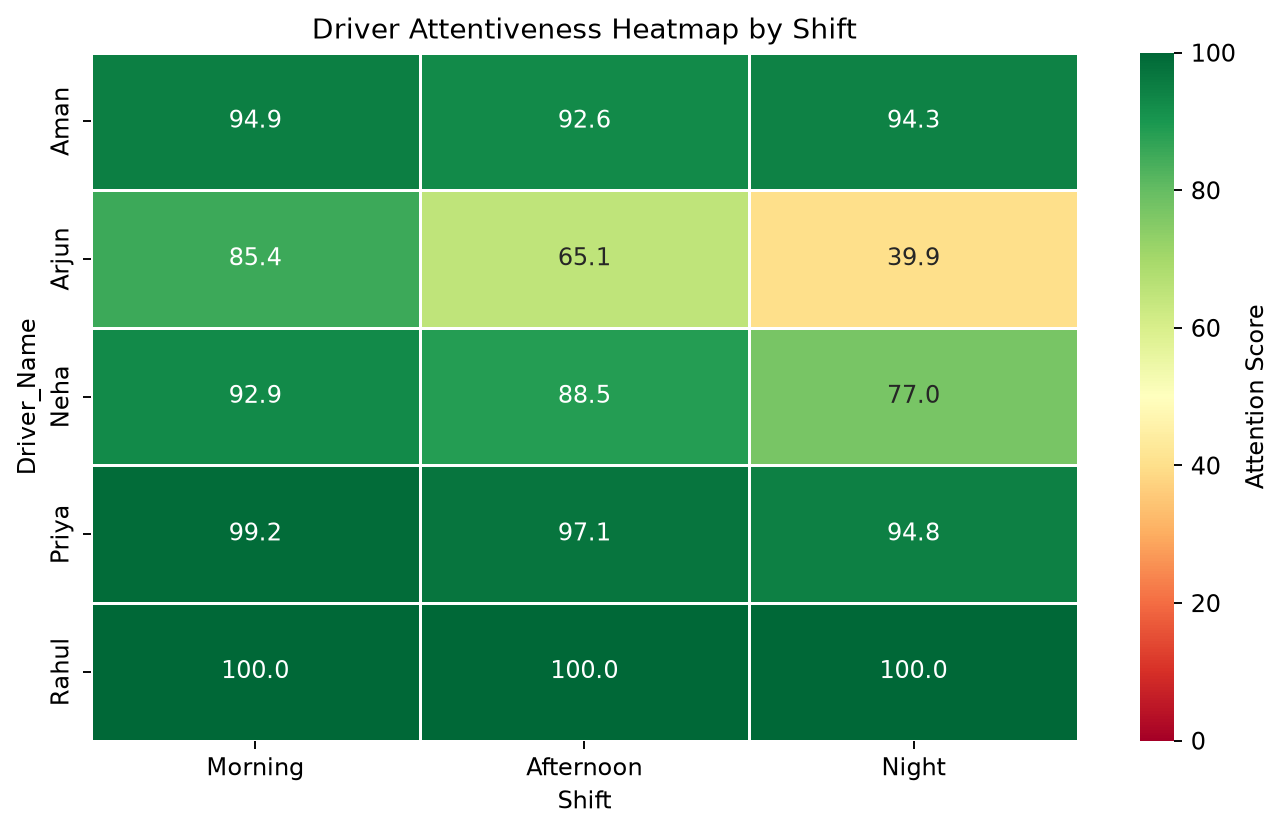 Driver Attentiveness Heatmap by Shift
Driver_Name
Aman 94.9 92.6 94.3
Arjun 85.4 65.1 39.9
Neha 92.9 88.5 77.0
Priya 99.2 97.1 94.8
Rahul 100.0 100.0 100.0
Morning Afternoon Night
Shift
100
80
60
40
20
0
Attention Score